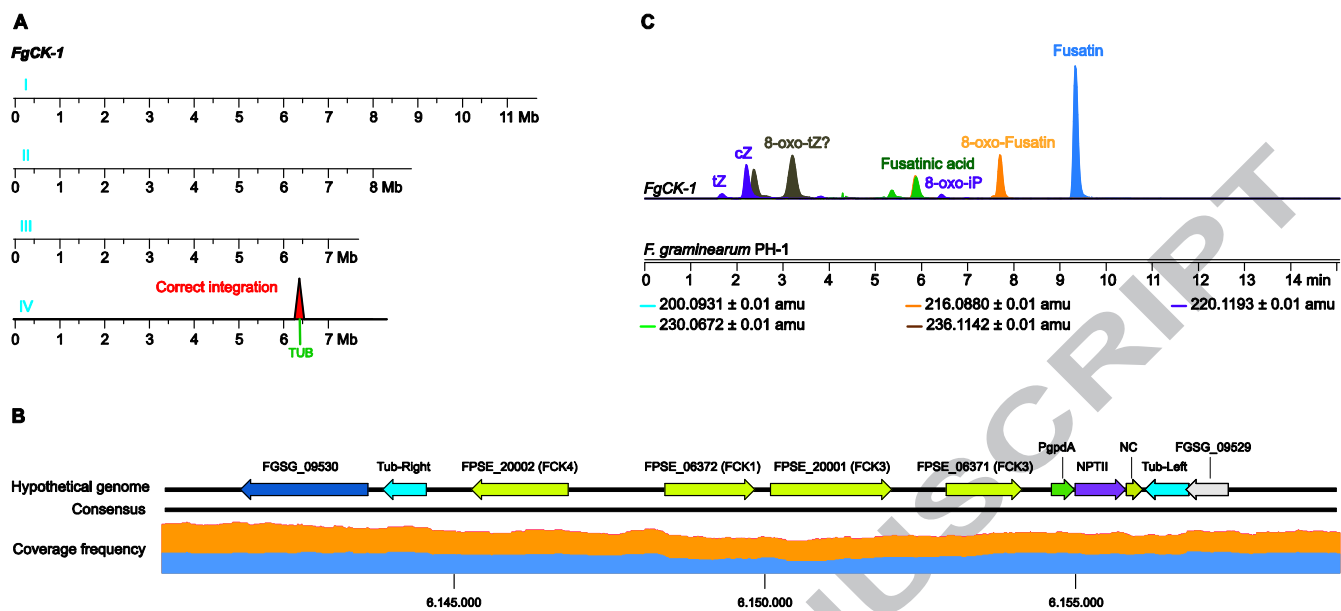 A
FgCK-1
I
0 1 2 3 4 5 6 7 8 9 10 11 Mb
II
0 1 2 3 4 5 6 7 8 Mb
III
0 1 2 3 4 5 6 7 Mb
Correct integration
IV
0 1 2 3 4 5 6 7 Mb
TUB
C
Fusatin
8-oxo-tZ?
cZ
8-oxo-Fusatin
Fusatinic acid
tZ
8-oxo-iP
FgCK-1
F. graminearum PH-1
0 1 2 3 4 5 6 7 8 9 10 11 12 13 14 min
200.0931 ± 0.01 amu 216.0880 ± 0.01 amu 220.1193 ± 0.01 amu
230.0672 ± 0.01 amu 236.1142 ± 0.01 amu
B
PgpdA NC FGSG_09529
FGSG_09530 Tub-Right FPSE_20002 (FCK4) FPSE_06372 (FCK1) FPSE_20001 (FCK3) FPSE_06371 (FCK3) NPTII Tub-Left
Hypothetical genome
Consensus
Coverage frequency
6.145.000 6.150.000 6.155.000
NUSCRIPT